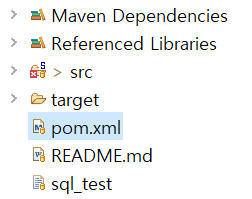 Maven Dependencies
Referenced Libraries
> src
target
pom.xml
README.md
sql_test